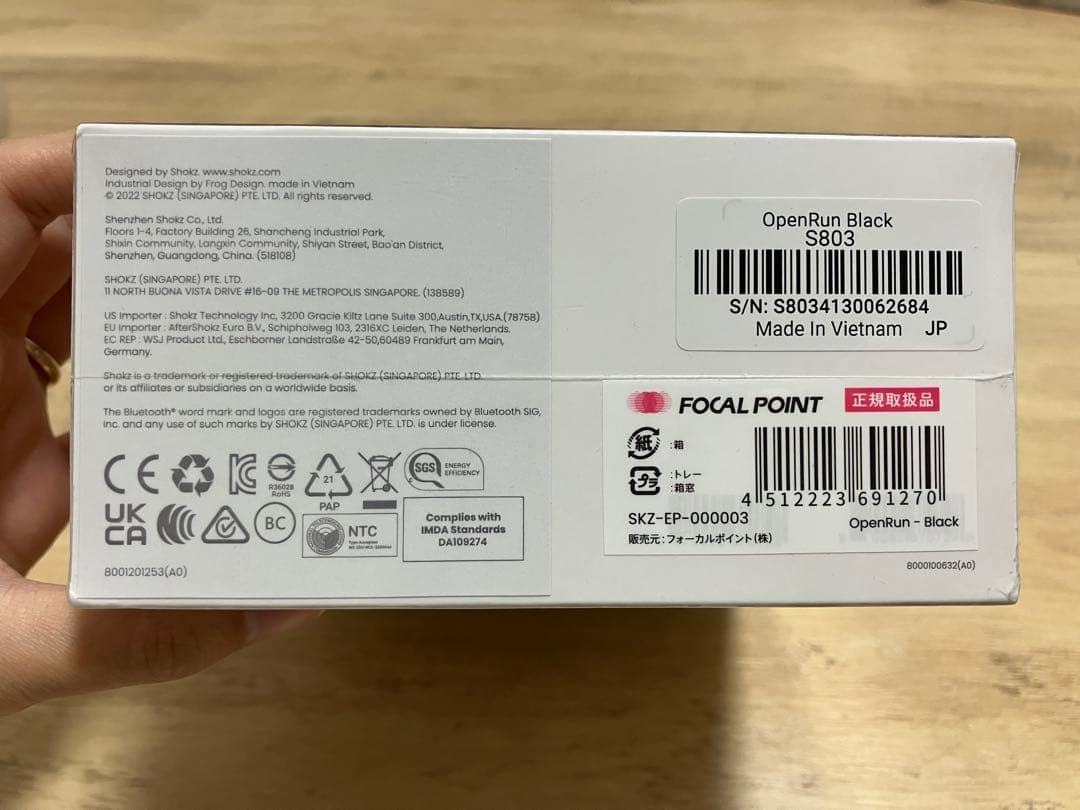 Designed by Shokz. www.shokz.com
Industrial Design by Frog Design. made in Vietnam
© 2022 SHOKZ (SINGAPORE) PTE. LTD. All rights reserved.
Shenzhen Shokz Co., Ltd.
Floors 1-4, Factory Building 26, Shancheng Industrial Park,
Shixin Community, Langxin Community, Shiyan Street, Bao'an District,
Shenzhen, Guangdong, China. (518108)
SHOKZ (SINGAPORE) PTE. LTD.
11 NORTH BUONA VISTA DRIVE #16-09 THE METROPOLIS SINGAPORE. (138589)
US Importer : Shokz Technology Inc, 3200 Gracie Kiltz Lane Suite 300,Austin,TX,USA.(78758)
EU Importer : AfterShokz Euro B.V., Schipholweg 103, 2316XC Leiden, The Netherlands.
EC REP : WSJ Product Ltd., Eschborner Landstraße 42-50,60489 Frankfurt am Main,
Germany.
Shokz is a trademark or registered trademark of SHOKZ (SINGAPORE) PTE. LTD.
or its affiliates or subsidiaries on a worldwide basis.
The Bluetooth® word mark and logos are registered trademarks owned by Bluetooth SIG,
Inc. and any use of such marks by SHOKZ (SINGAPORE) PTE. LTD. is under license.
CE
R36028
RoHS
21
PAP
SGS
ENERGY
EFFICIENCY
UK
CA
BC
NTC
Type Accepted
Complies with
IMDA Standards
DA109274
8001201253(A0)
OpenRun Black
S803
S/N: S8034130062684
Made In Vietnam JP
FOCAL POINT 正規取扱品
紙 :箱
プラ :トレー
:箱窓
4 512223 691270
SKZ-EP-000003
OpenRun - Black
販売元:フォーカルポイント(株)
8000100632(A0)